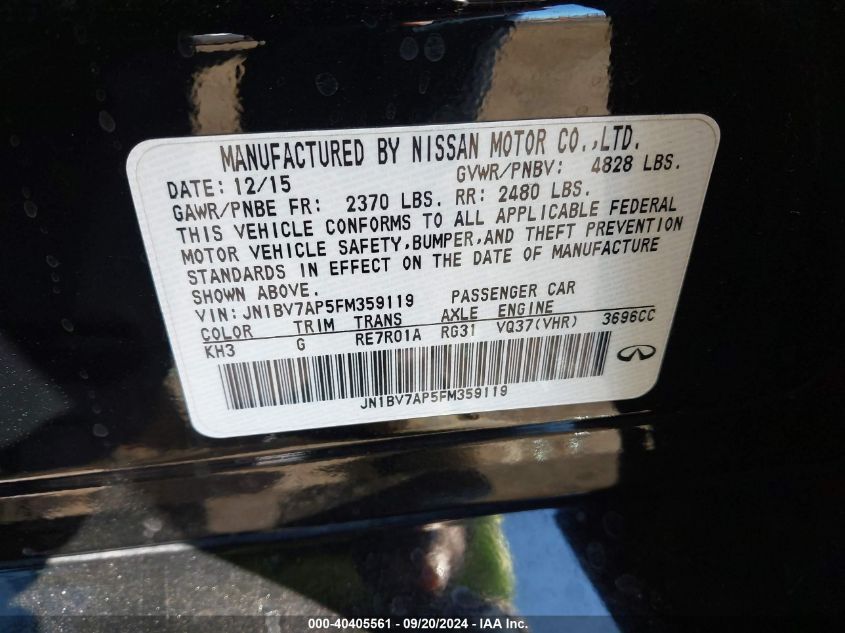 MANUFACTURED BY NISSAN MOTOR CO.,LTD.
DATE: 12/15 GVWR/PNBV: 4828 LBS.
GAWR/PNBE FR: 2370 LBS. RR: 2480 LBS.
THIS VEHICLE CONFORMS TO ALL APPLICABLE FEDERAL
MOTOR VEHICLE SAFETY,BUMPER,AND THEFT PREVENTION
STANDARDS IN EFFECT ON THE DATE OF MANUFACTURE
SHOWN ABOVE.
VIN: JN1BV7AP5FM359119 PASSENGER CAR
COLOR TRIM TRANS AXLE ENGINE
KH3 G RE7R01A RG31 VQ37(VHR) 3696CC
JN1BV7AP5FM359119
000-40405561 - 09/20/2024 - IAA Inc.